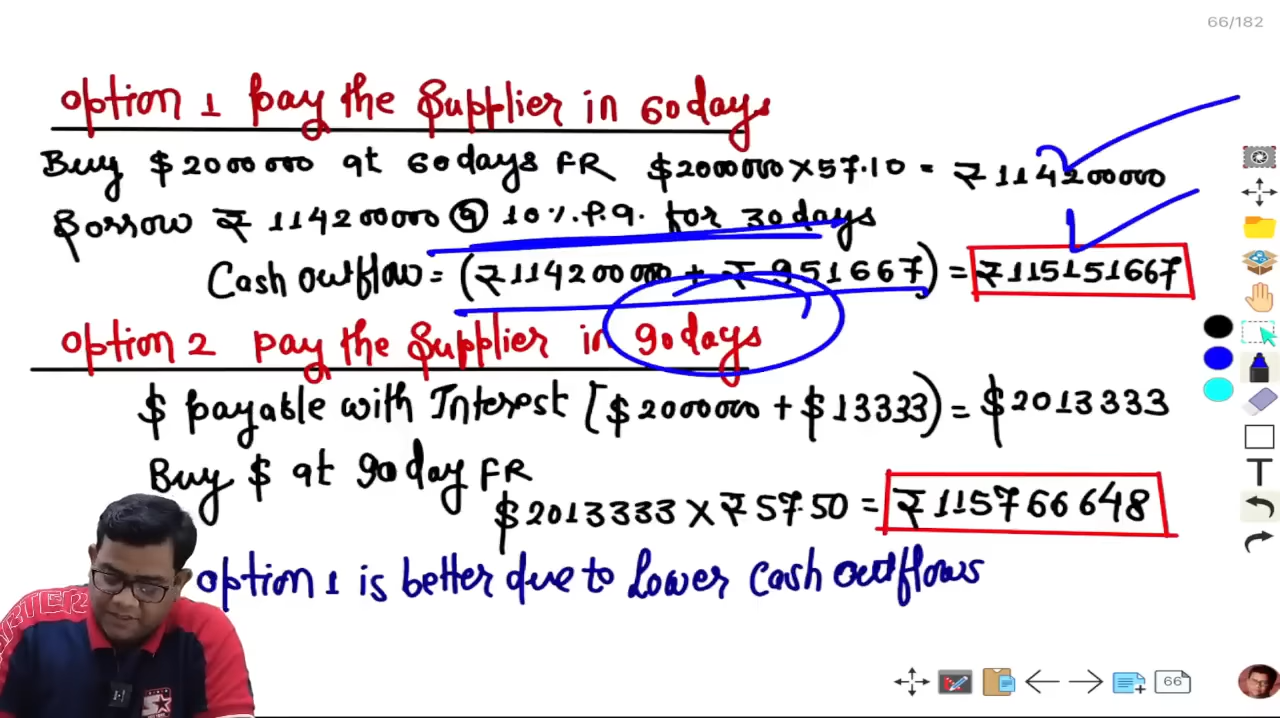 66/182
Option 1 pay the Supplier in 60 days
Buy $ 2000000 at 60 days FR $2000000 × 57.10 = ₹114200000
Borrow ₹ 114200000 @ 10% P.a. for 30 days
Cash outflow = (₹114200000 + ₹ 951667) = ₹115151667
Option 2 pay the Supplier in 90 days
$ payable with Interest [$2000000 + $13333) = $2013333
Buy $ at 90 day FR
$2013333 × ₹57.50 = ₹115766648
Option 1 is better due to Lower Cash outflows
T
66